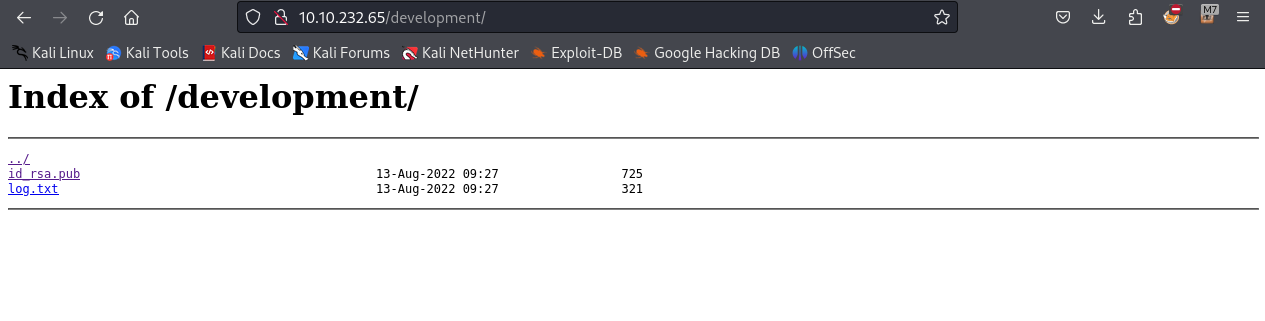 10.10.232.65/development/
Kali Linux Kali Tools Kali Docs Kali Forums Kali NetHunter Exploit-DB Google Hacking DB OffSec
M7
Index of /development/
../
id_rsa.pub 13-Aug-2022 09:27 725
log.txt 13-Aug-2022 09:27 321